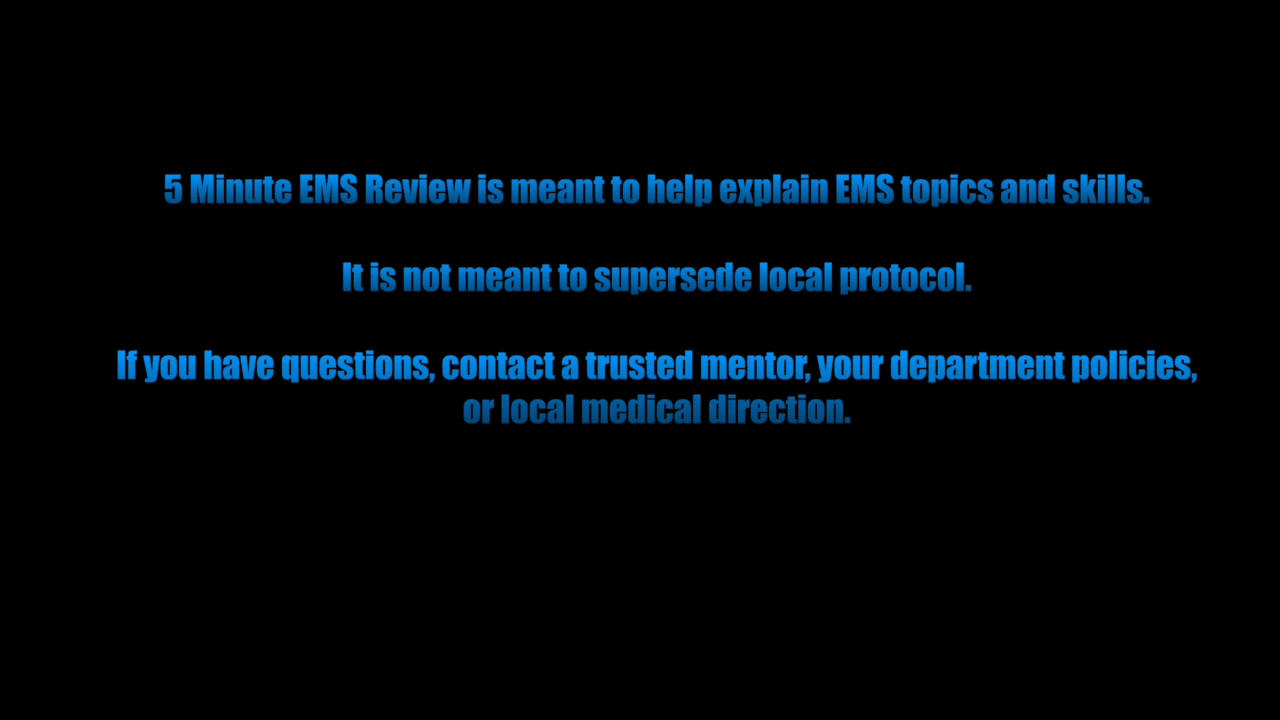 5 Minute EMS Review is meant to help explain EMS topics and skills.
It is not meant to supersede local protocol.
If you have questions, contact a trusted mentor, your department policies,
or local medical direction.